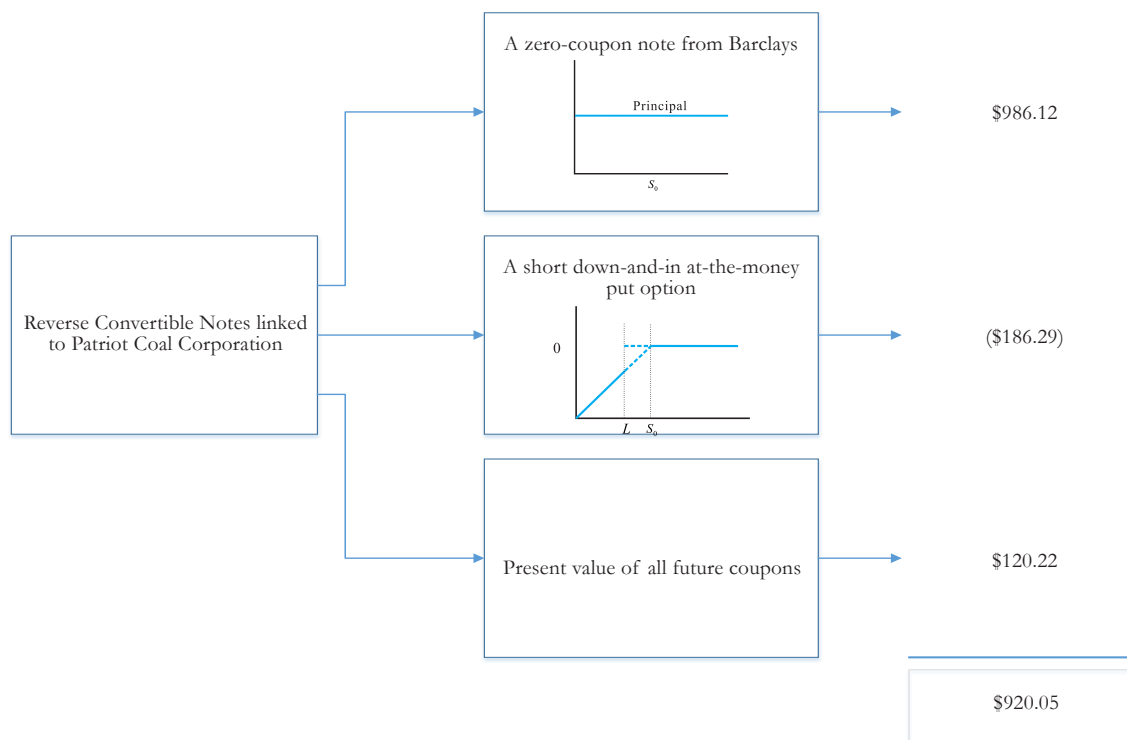 A zero-coupon note from Barclays
Principal
S₀
$986.12
Reverse Convertible Notes linked
to Patriot Coal Corporation
A short down-and-in at-the-money
put option
0
L S₀
($186.29)
Present value of all future coupons
$120.22
$920.05